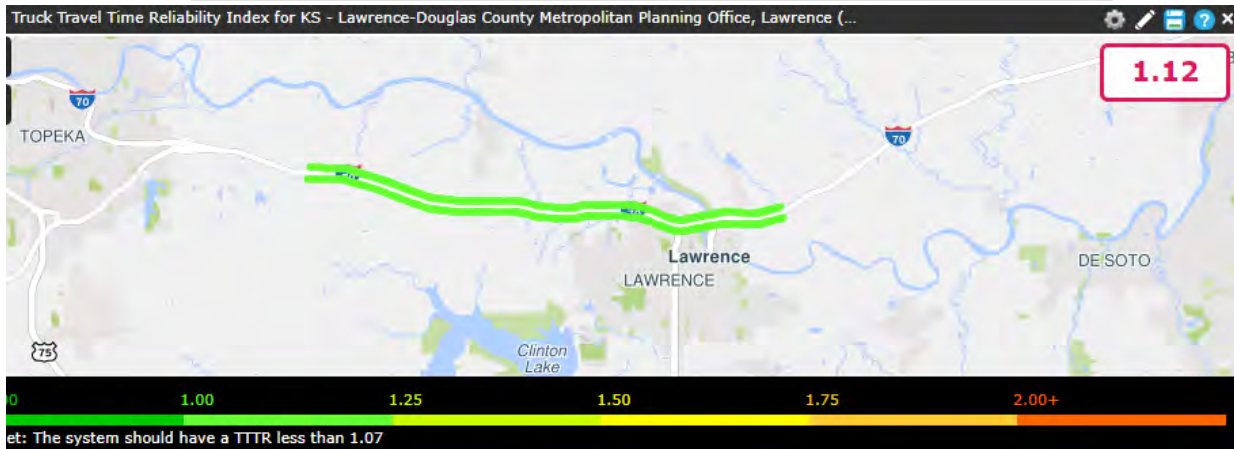 Truck Travel Time Reliability Index for KS - Lawrence-Douglas County Metropolitan Planning Office, Lawrence (...
1.12
70
TOPEKA
70
Lawrence
LAWRENCE
DE SOTO
75
Clinton
Lake
00 1.00 1.25 1.50 1.75 2.00+
et: The system should have a TTTR less than 1.07